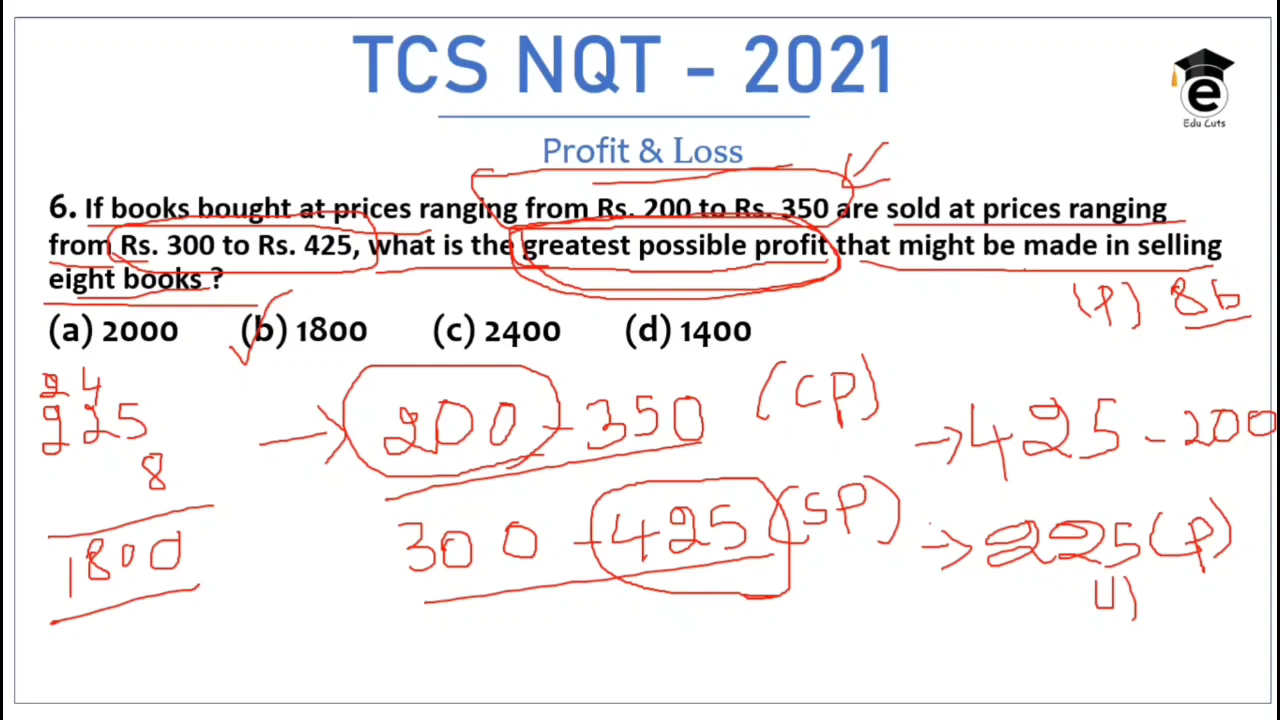 TCS NQT - 2021
e
Edu Cuts
Profit & Loss
6. If books bought at prices ranging from Rs. 200 to Rs. 350 are sold at prices ranging
from Rs. 300 to Rs. 425, what is the greatest possible profit that might be made in selling
eight books ?
(P) 8b
(a) 2000 (b) 1800 (c) 2400 (d) 1400
2 4
225
8
1800
200 - 350 (CP)
300 - 425 (SP)
→ 425 - 200
→ 225 (P)